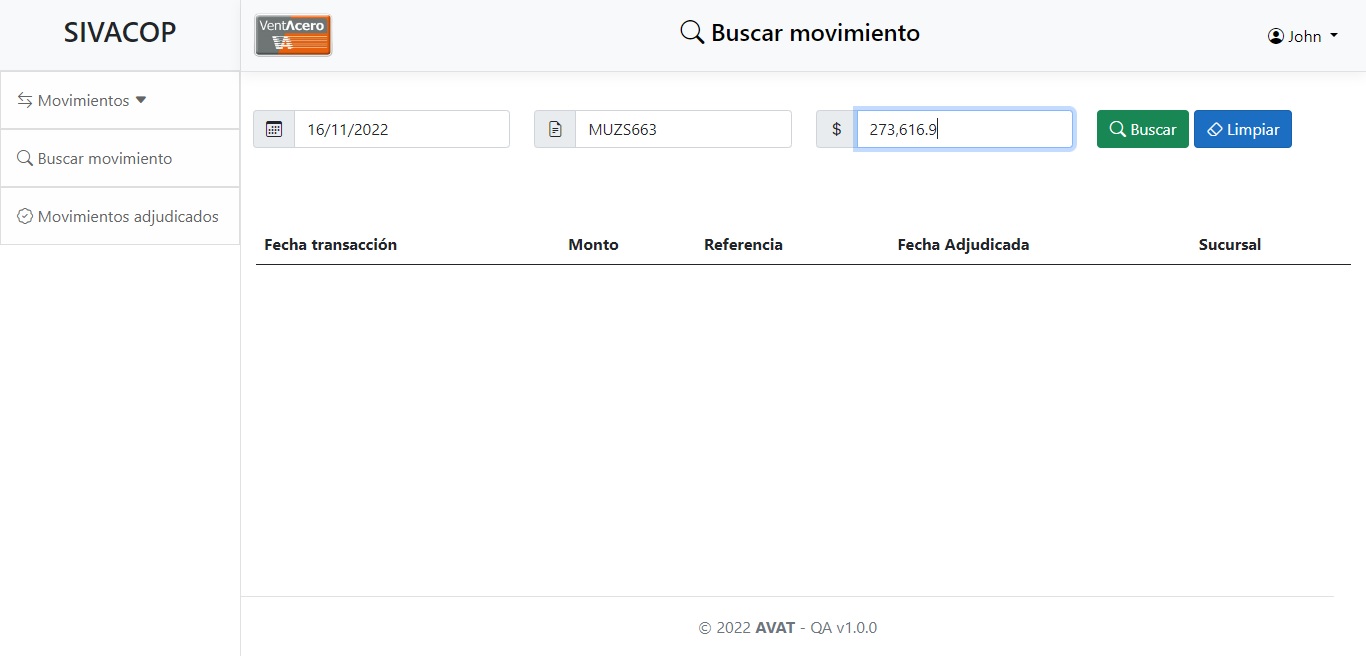 SIVACOP
VentAcero
VA
Buscar movimiento
John
Movimientos
Buscar movimiento
Movimientos adjudicados
16/11/2022
MUZS663
$ 273,616.9
Buscar
Limpiar
Fecha transacción Monto Referencia Fecha Adjudicada Sucursal
© 2022 AVAT - QA v1.0.0